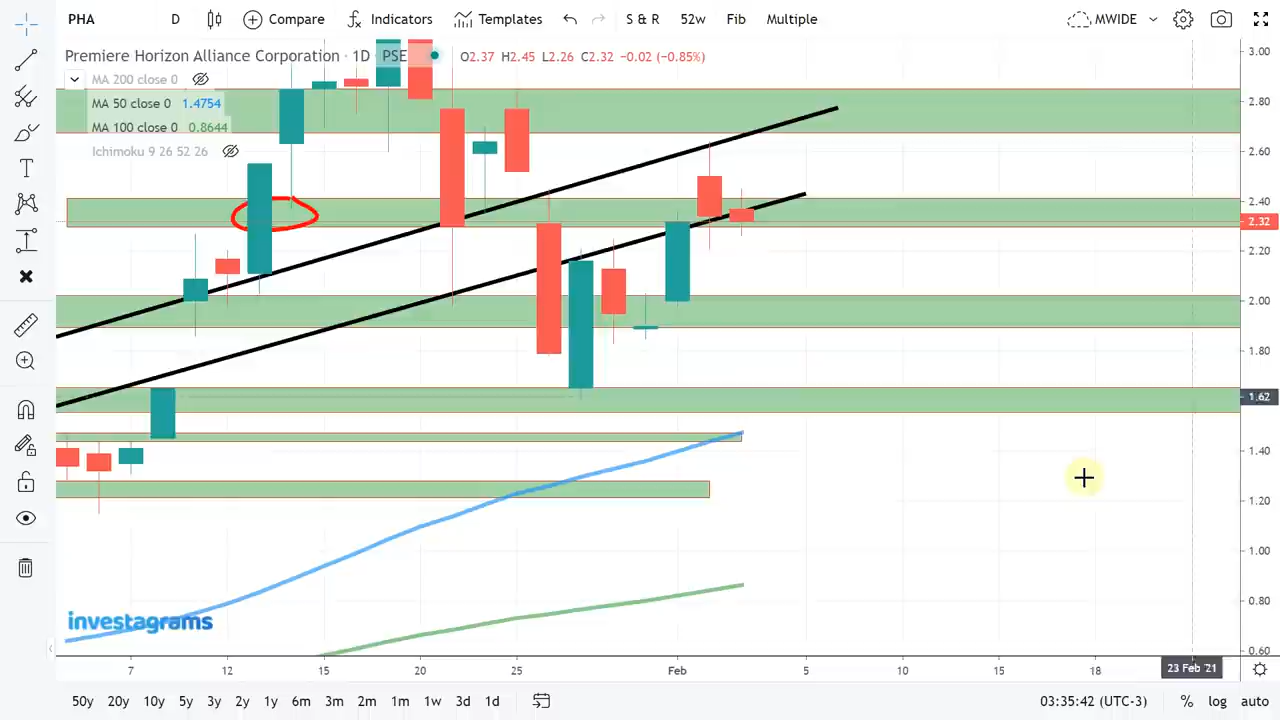 PHA D Compare Indicators Templates S & R 52w Fib Multiple MWIDE
Premiere Horizon Alliance Corporation · 1D · PSE O2.37 H2.45 L2.26 C2.32 −0.02 (−0.85%)
MA 200 close 0
MA 50 close 0 1.4754
MA 100 close 0 0.8644
Ichimoku 9 26 52 26
3.00
2.80
2.60
2.40
2.32
2.20
2.00
1.80
1.62
1.40
1.20
1.00
0.80
0.60
investagrams
7 12 15 20 25 Feb 5 10 15 18 23 Feb '21
50y 20y 10y 5y 3y 2y 1y 6m 3m 2m 1m 1w 3d 1d 03:35:42 (UTC-3) % log auto